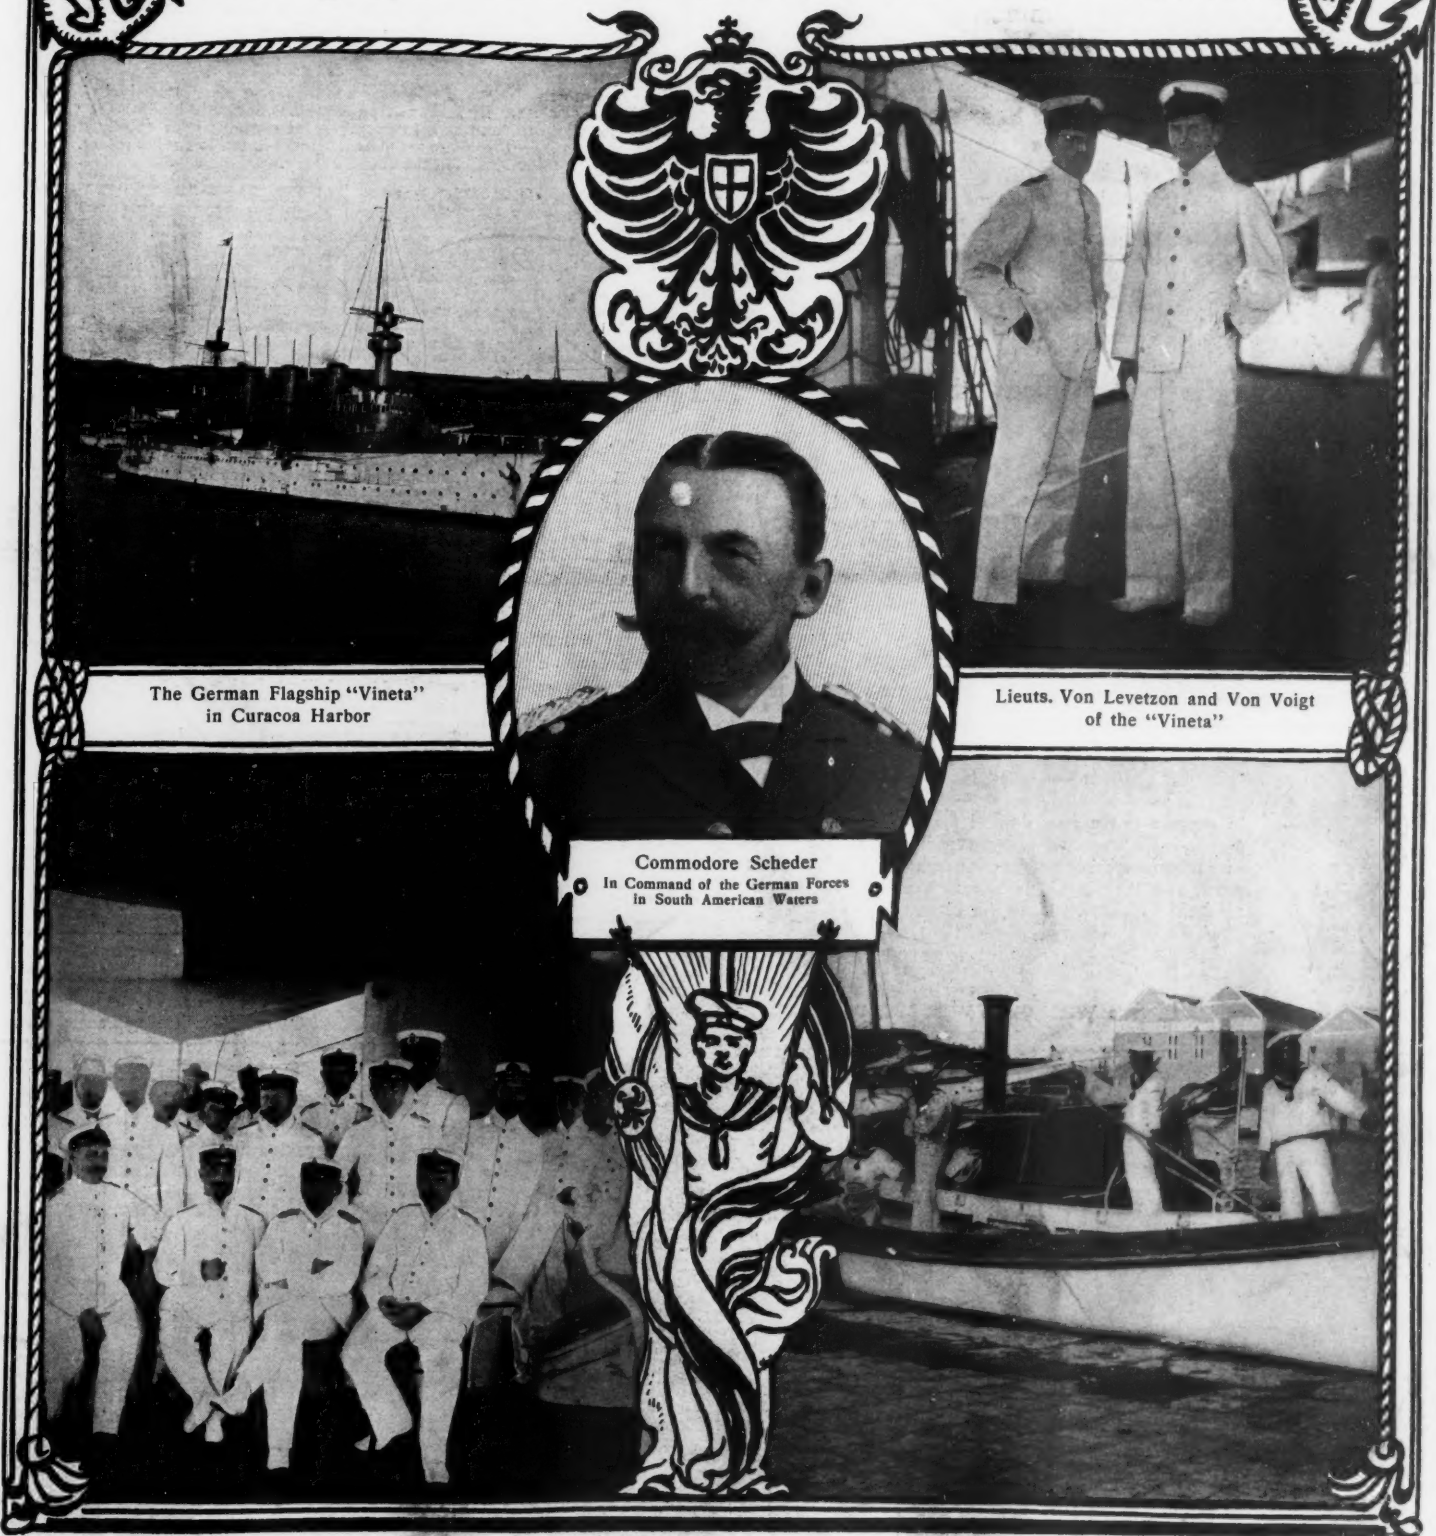 The German Flagship "Vineta"
in Curacoa Harbor
Lieuts. Von Levetzon and Von Voigt
of the "Vineta"
Commodore Scheder
In Command of the German Forces
in South American Waters